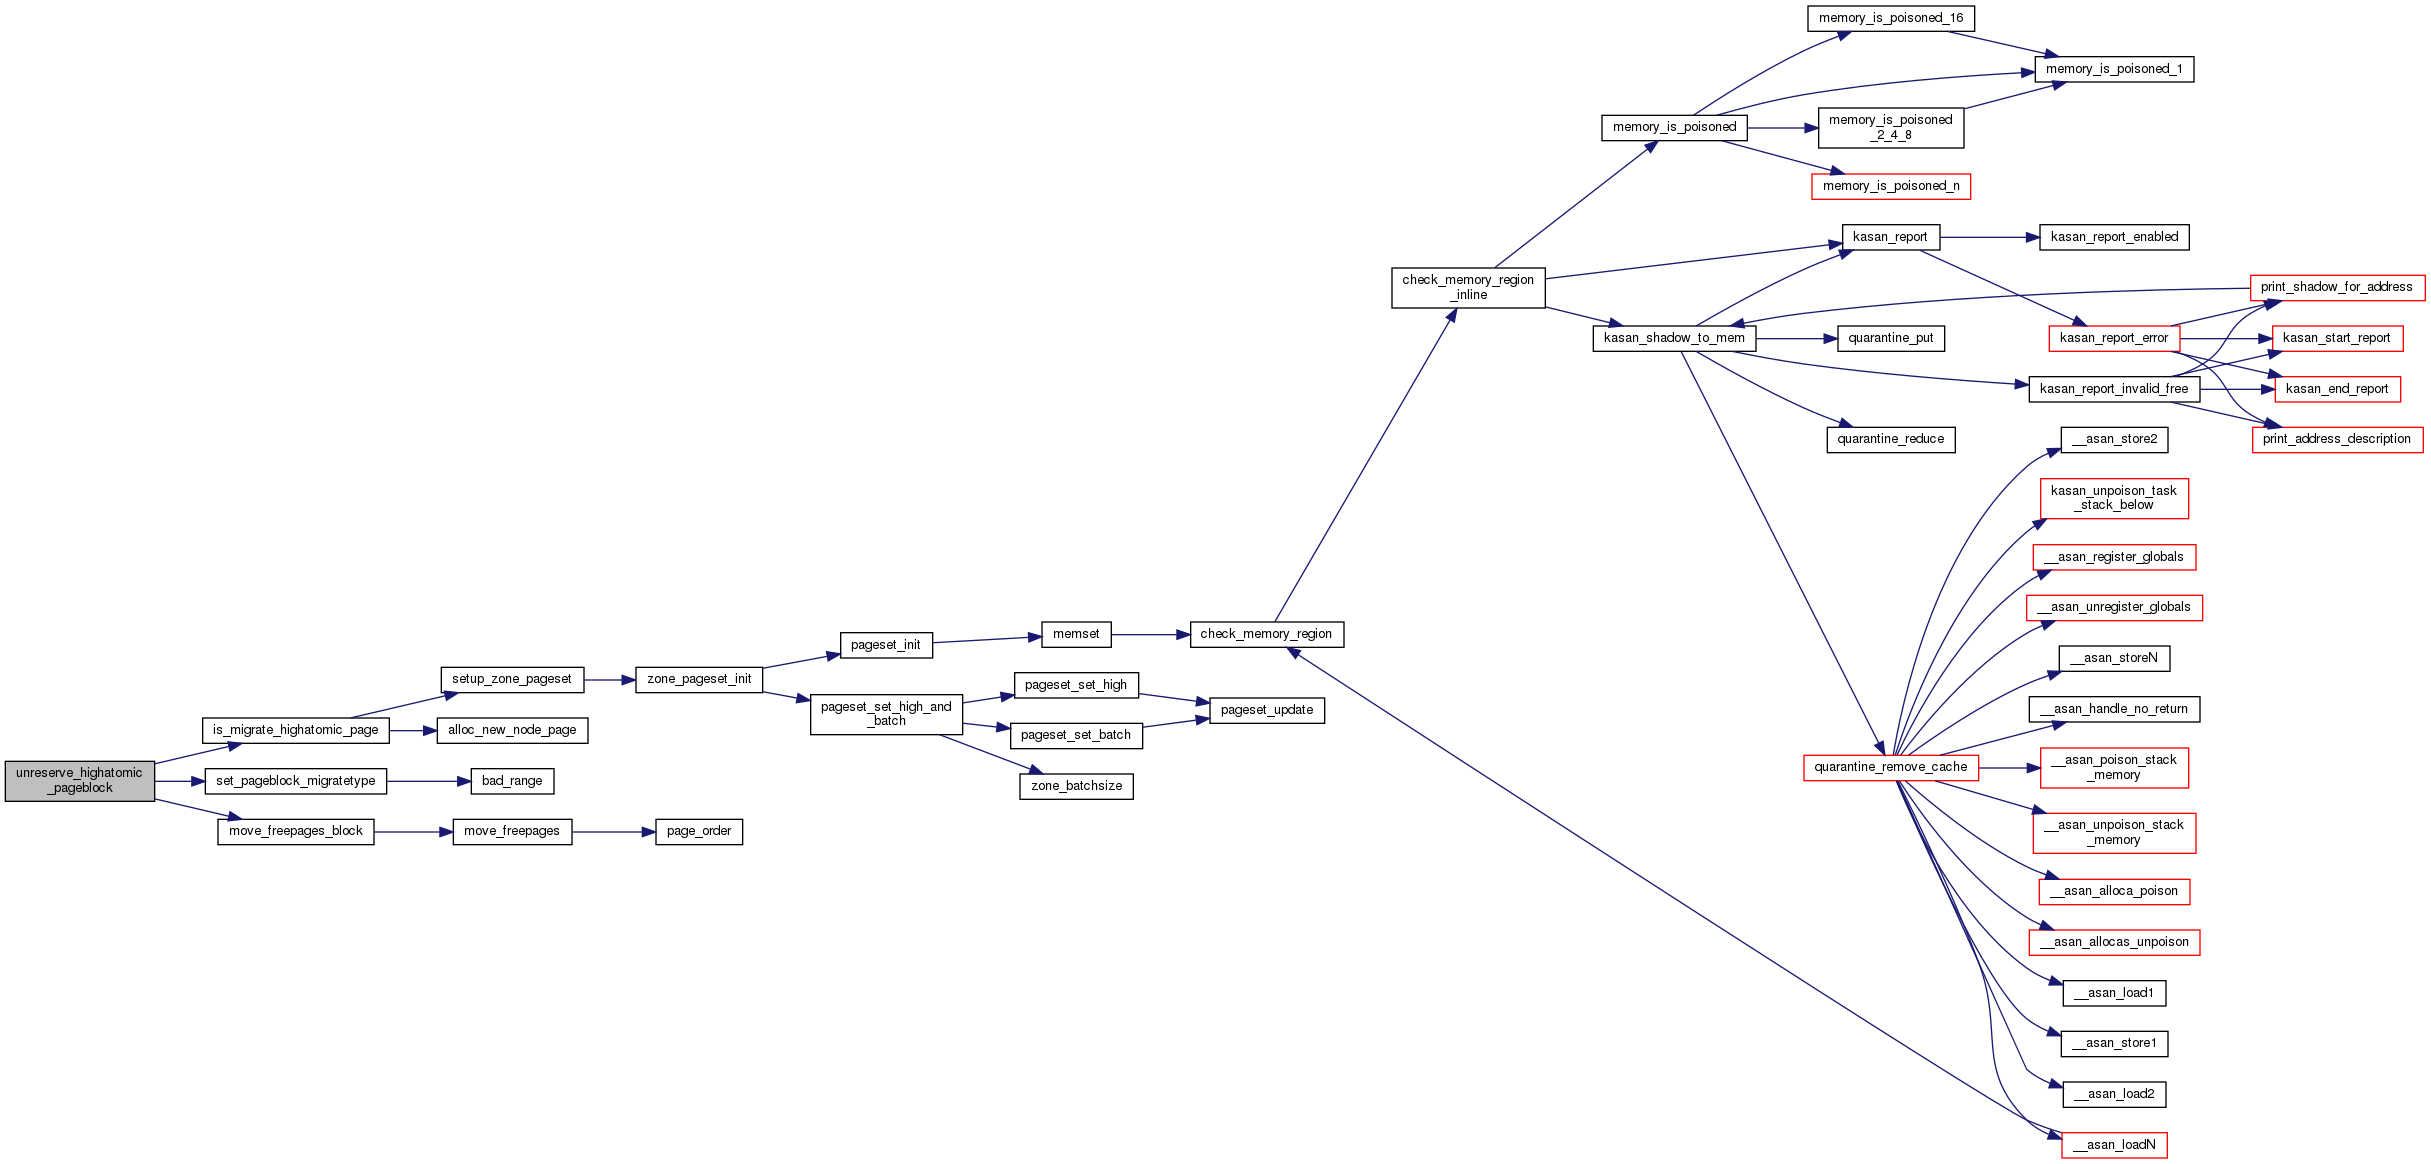 memory_is_poisoned_16
memory_is_poisoned_1
memory_is_poisoned
memory_is_poisoned
_2_4_8
memory_is_poisoned_n
kasan_report
kasan_report_enabled
check_memory_region
_inline
print_shadow_for_address
kasan_shadow_to_mem
quarantine_put
kasan_report_error
kasan_start_report
kasan_report_invalid_free
kasan_end_report
quarantine_reduce
__asan_store2
print_address_description
kasan_unpoison_task
_stack_below
__asan_register_globals
__asan_unregister_globals
check_memory_region
memset
pageset_init
__asan_storeN
setup_zone_pageset
zone_pageset_init
pageset_set_high
pageset_set_high_and
_batch
pageset_update
__asan_handle_no_return
is_migrate_highatomic_page
alloc_new_node_page
pageset_set_batch
quarantine_remove_cache
__asan_poison_stack
_memory
unreserve_highatomic
_pageblock
set_pageblock_migratetype
bad_range
zone_batchsize
move_freepages_block
move_freepages
page_order
__asan_unpoison_stack
_memory
__asan_alloca_poison
__asan_allocas_unpoison
__asan_load1
__asan_store1
__asan_load2
__asan_loadN